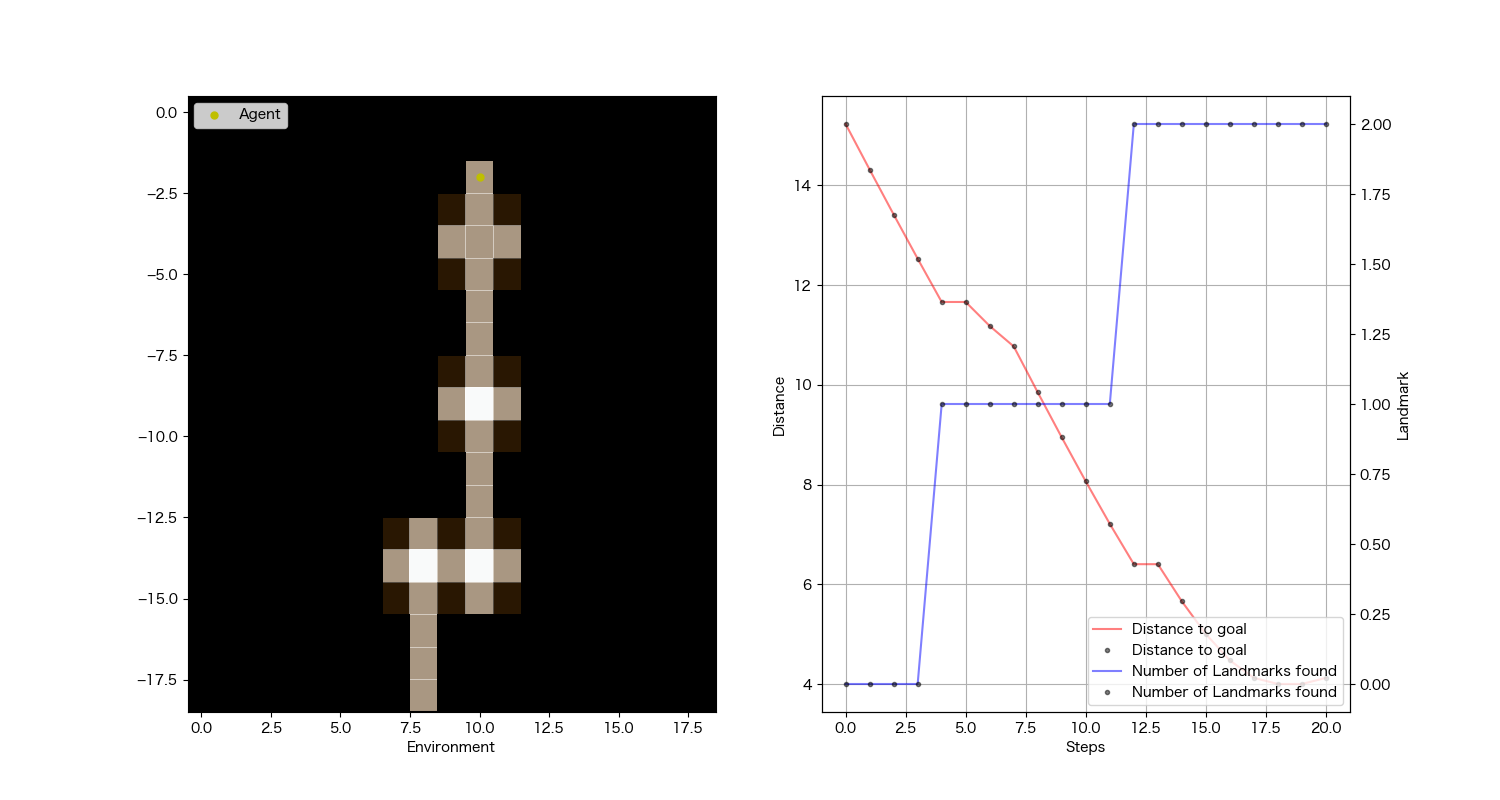 Agent
0.0
−2.5
−5.0
−7.5
−10.0
−12.5
−15.0
−17.5
0.0 2.5 5.0 7.5 10.0 12.5 15.0 17.5
Environment
Distance
14
12
10
8
6
4
Distance to goal
Distance to goal
Number of Landmarks found
Number of Landmarks found
0.0 2.5 5.0 7.5 10.0 12.5 15.0 17.5 20.0
Steps
2.00
1.75
1.50
1.25
1.00
0.75
0.50
0.25
0.00
Landmark